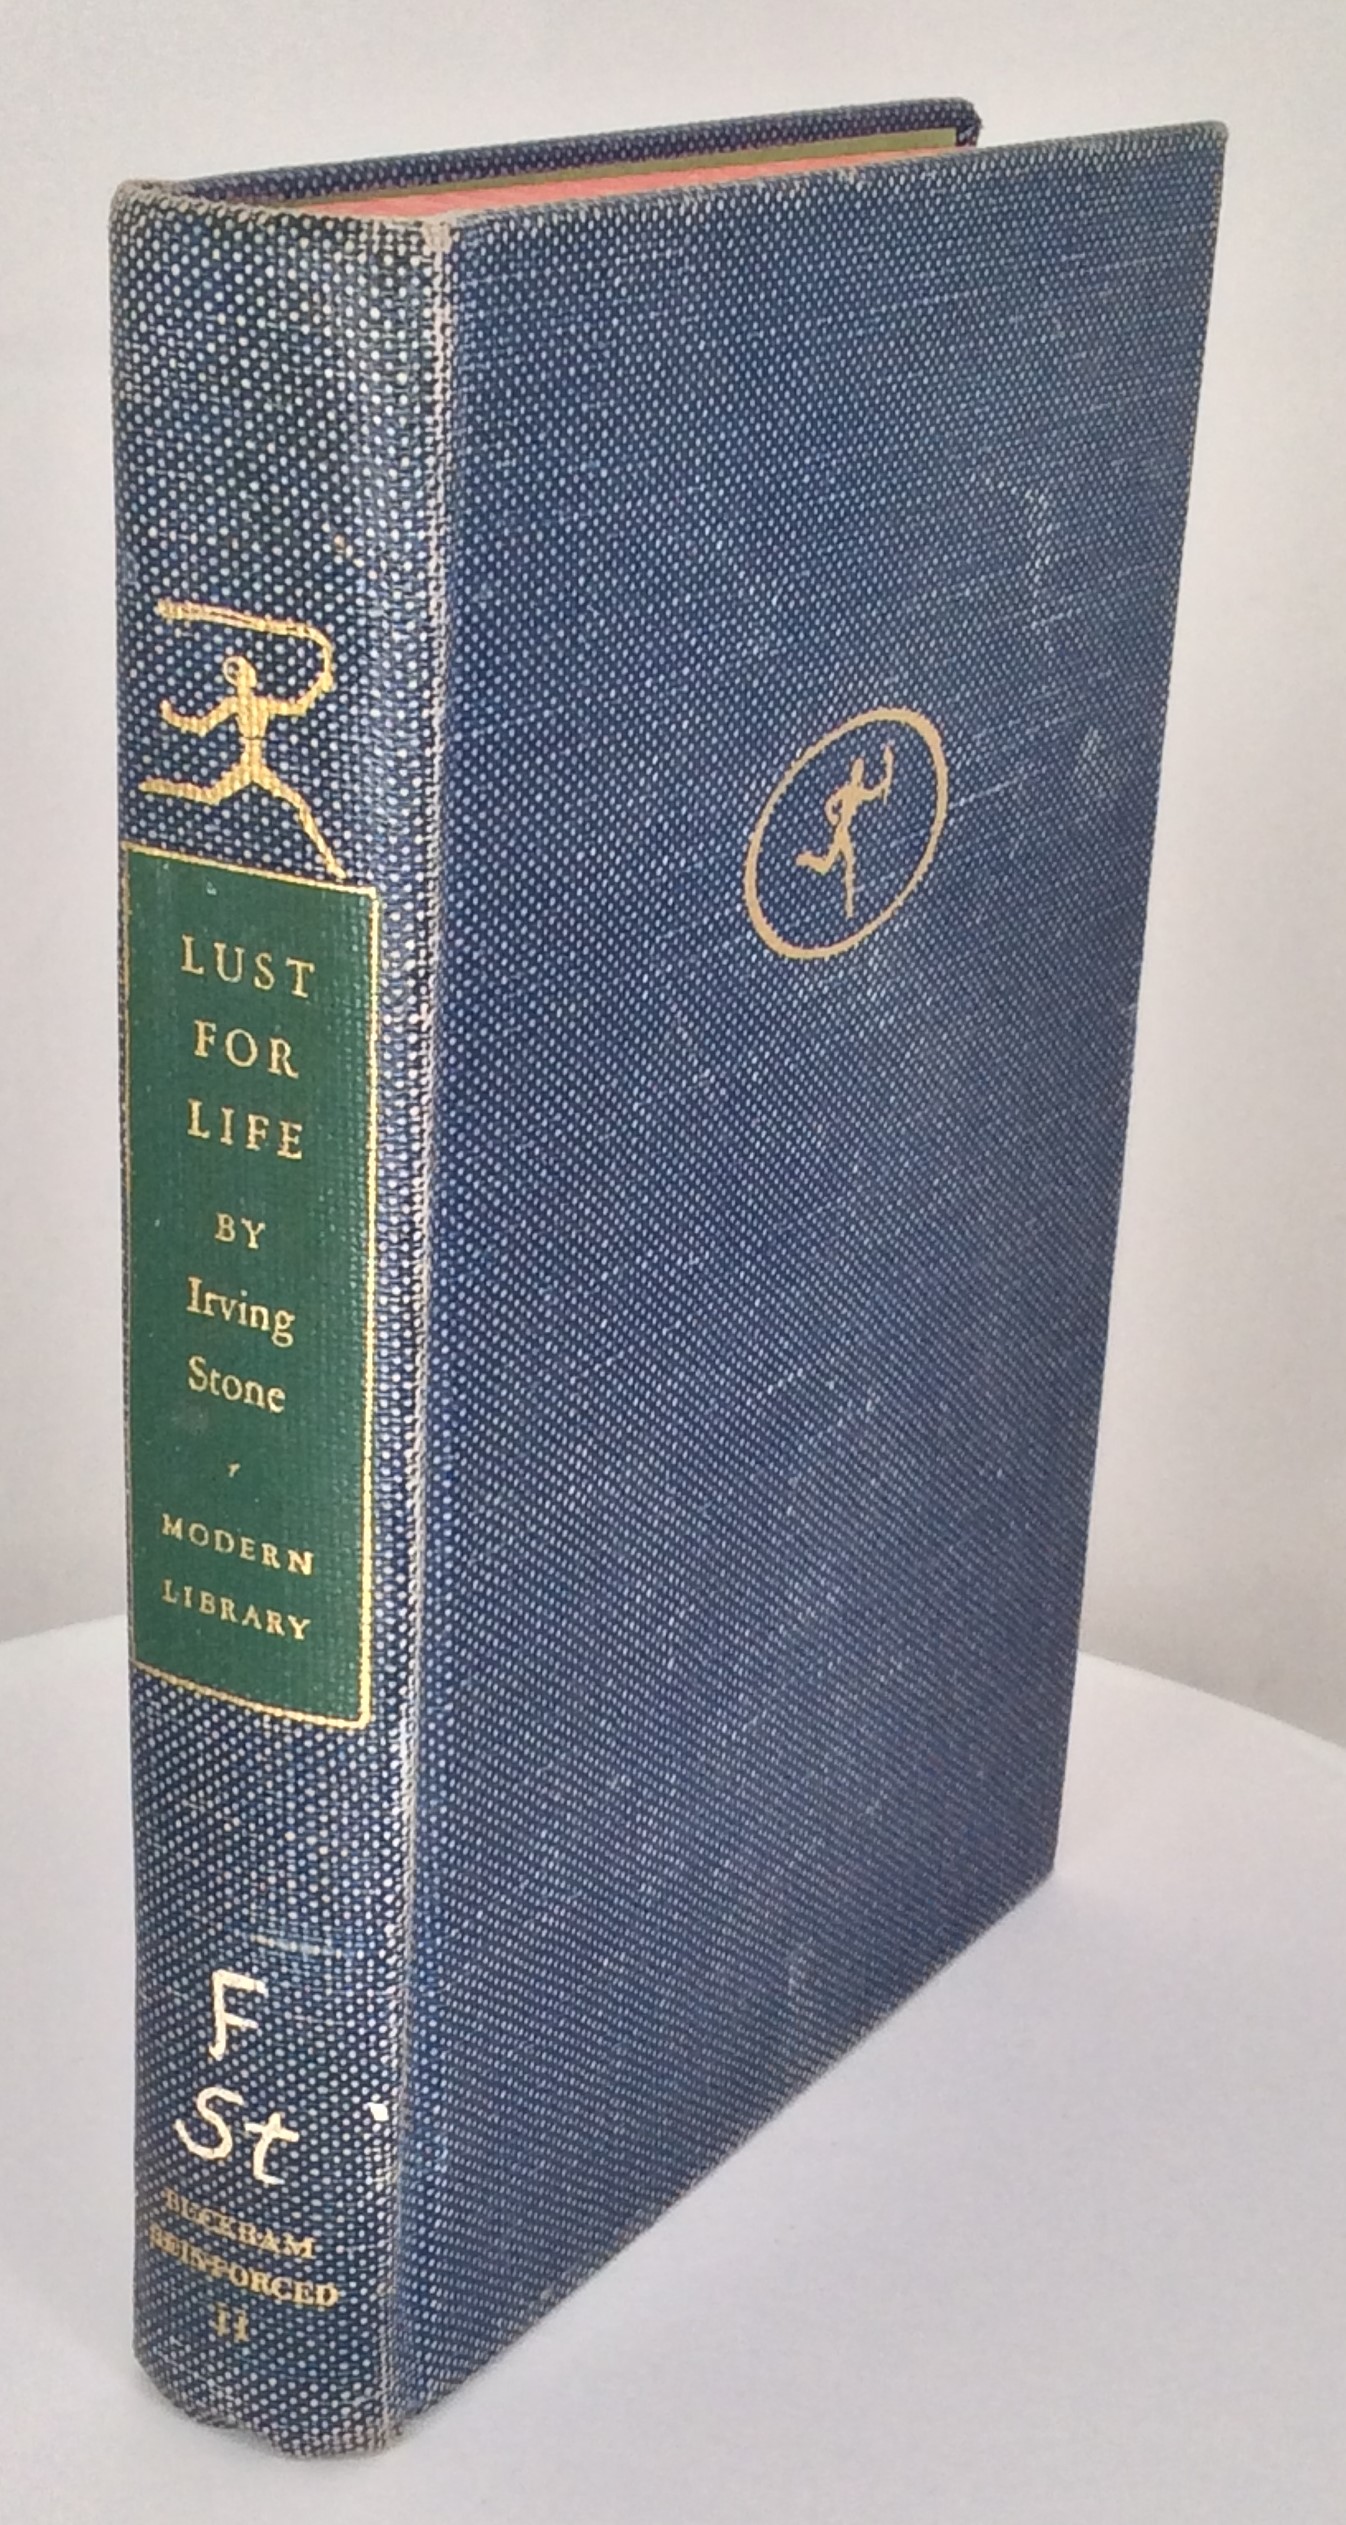 LUST
FOR
LIFE
BY
Irving
Stone
MODERN
LIBRARY
F
St
BUCKRAM
REINFORCED
11